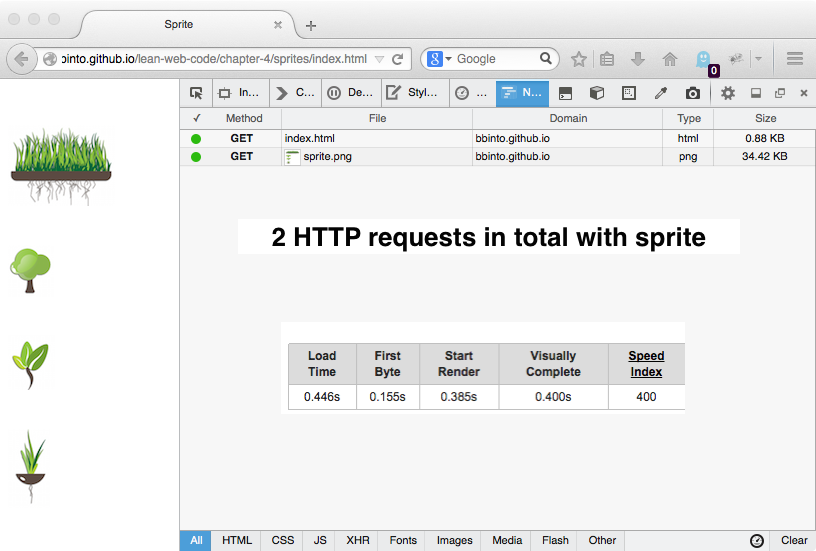 Sprite
binto.github.io/lean-web-code/chapter-4/sprites/index.html
Google
0
In... C... De... Styl... ... N...
✓ Method File Domain Type Size
GET index.html bbinto.github.io html 0.88 KB
GET sprite.png bbinto.github.io png 34.42 KB
2 HTTP requests in total with sprite
Load Time First Byte Start Render Visually Complete Speed Index
0.446s 0.155s 0.385s 0.400s 400
All HTML CSS JS XHR Fonts Images Media Flash Other Clear